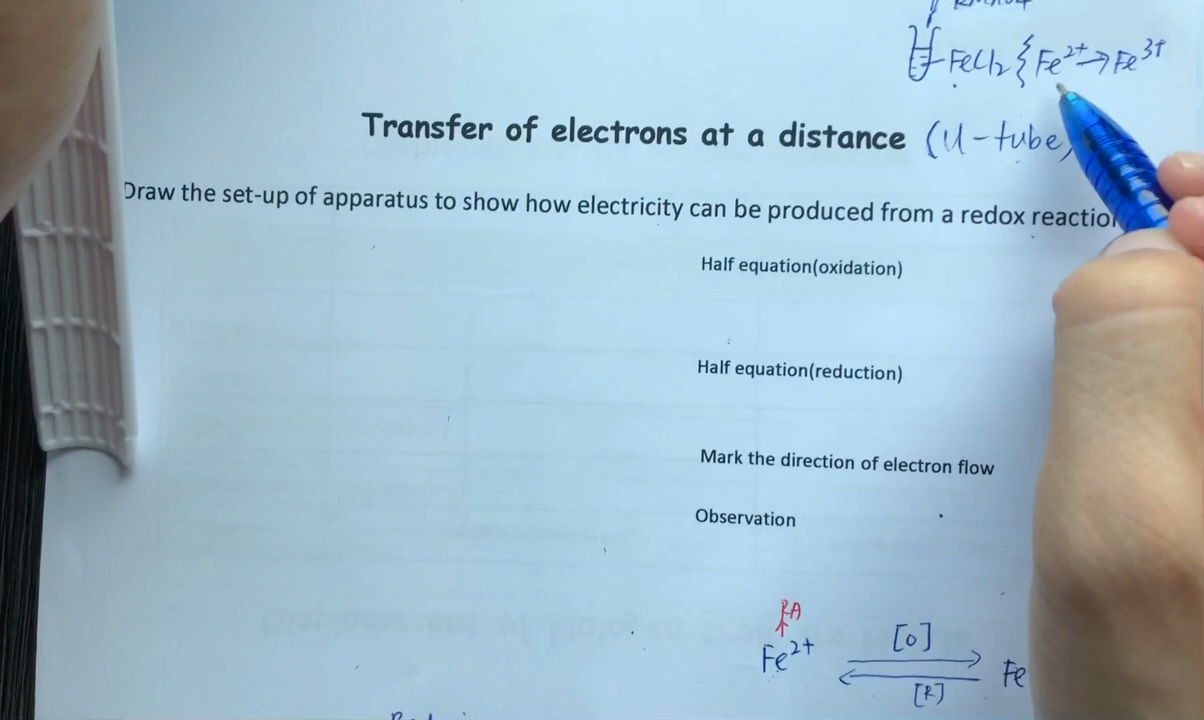 FeCl2 { Fe²⁺ → Fe³⁺
Transfer of electrons at a distance (U-tube)
Draw the set-up of apparatus to show how electricity can be produced from a redox reaction
Half equation(oxidation)
Half equation(reduction)
Mark the direction of electron flow
Observation
RA
Fe²⁺ [O] Fe
[R]